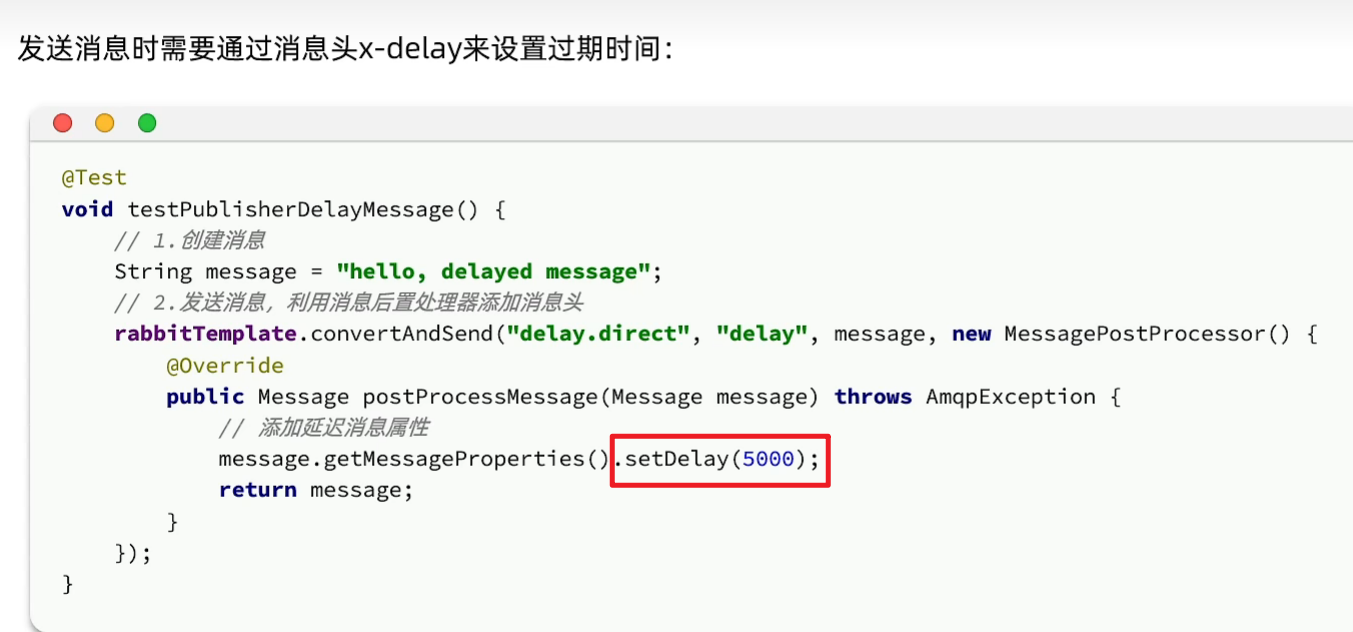 发送消息时需要通过消息头x-delay来设置过期时间：
@Test
void testPublisherDelayMessage() {
// 1.创建消息
String message = "hello, delayed message";
// 2.发送消息，利用消息后置处理器添加消息头
rabbitTemplate.convertAndSend("delay.direct", "delay", message, new MessagePostProcessor() {
@Override
public Message postProcessMessage(Message message) throws AmqpException {
// 添加延迟消息属性
message.getMessageProperties().setDelay(5000);
return message;
}
});
}